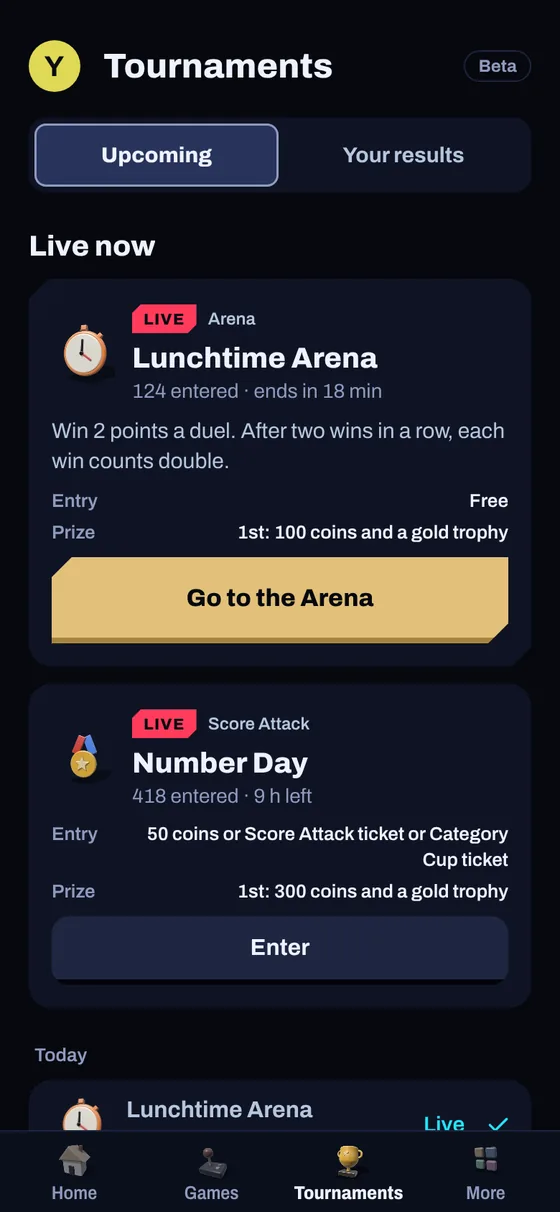 Y
Tournaments
Beta
Upcoming
Your results
Live now
LIVE
Arena
Lunchtime Arena
124 entered · ends in 18 min
Win 2 points a duel. After two wins in a row, each
win counts double.
Entry
Free
Prize
1st: 100 coins and a gold trophy
Go to the Arena
LIVE
Score Attack
Number Day
418 entered · 9 h left
Entry
50 coins or Score Attack ticket or Category
Cup ticket
Prize
1st: 300 coins and a gold trophy
Enter
Today
Lunchtime Arena
Live
Home
Games
Tournaments
More